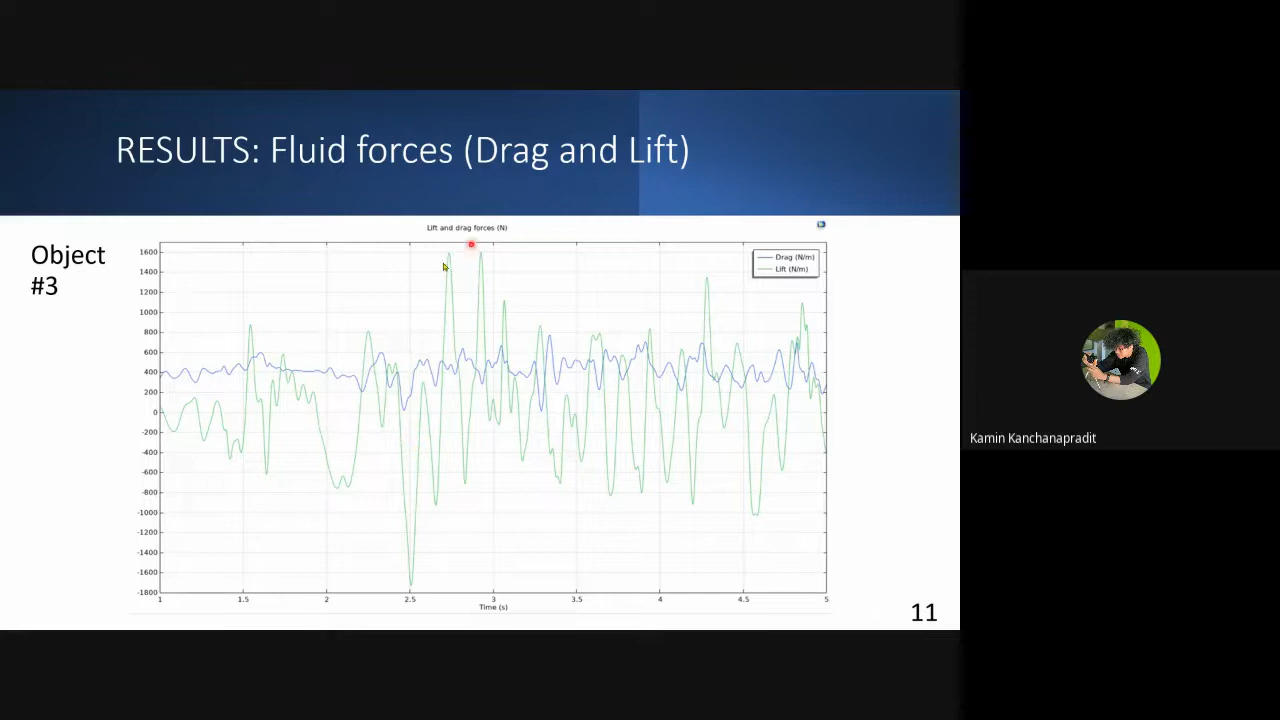 RESULTS: Fluid forces (Drag and Lift)
Object
#3
Lift and drag forces (N)
Drag (N/m)
Lift (N/m)
1600
1400
1200
1000
800
600
400
200
0
-200
-400
-600
-800
-1000
-1200
-1400
-1600
-1800
1 1.5 2 2.5 3 3.5 4 4.5 5
Time (s)
11
Kamin Kanchanapradit